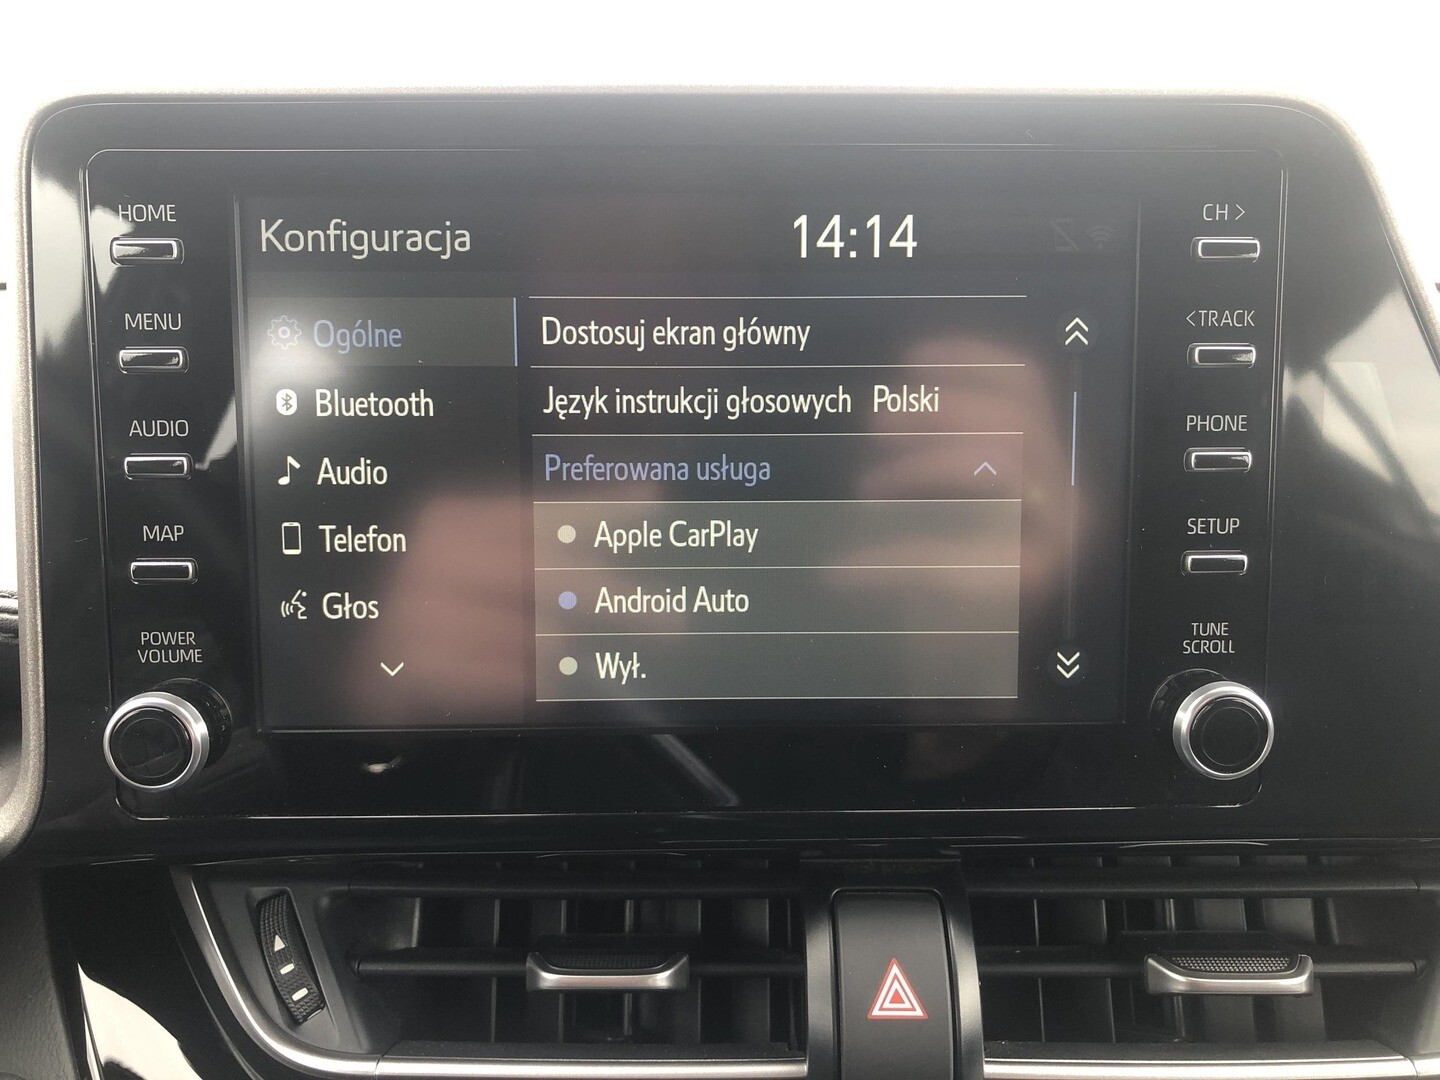 HOME
MENU
AUDIO
MAP
POWER
VOLUME
Konfiguracja 14:14
Ogólne
Bluetooth
Audio
Telefon
Głos
Dostosuj ekran główny
Język instrukcji głosowych Polski
Preferowana usługa
Apple CarPlay
Android Auto
Wył.
CH >
< TRACK
PHONE
SETUP
TUNE
SCROLL